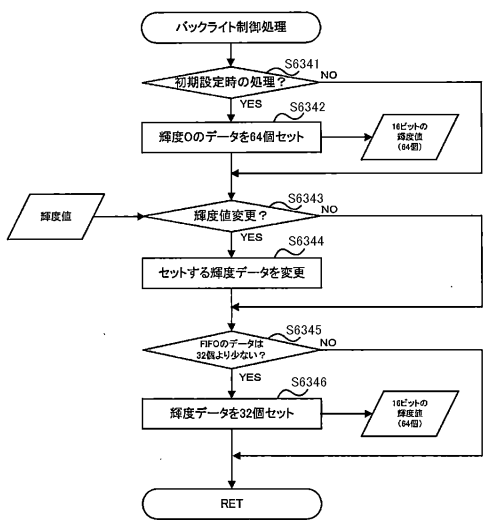 バックライト制御処理
S6341
初期設定時の処理?
NO
YES
S6342
輝度0のデータを64個セット
16ビットの
輝度値
(64個)
S6343
輝度値
輝度値変更?
NO
YES
S6344
セットする輝度データを変更
S6345
FIFOのデータは
32個より少ない?
NO
YES
S6346
輝度データを32個セット
16ビットの
輝度値
(64個)
RET